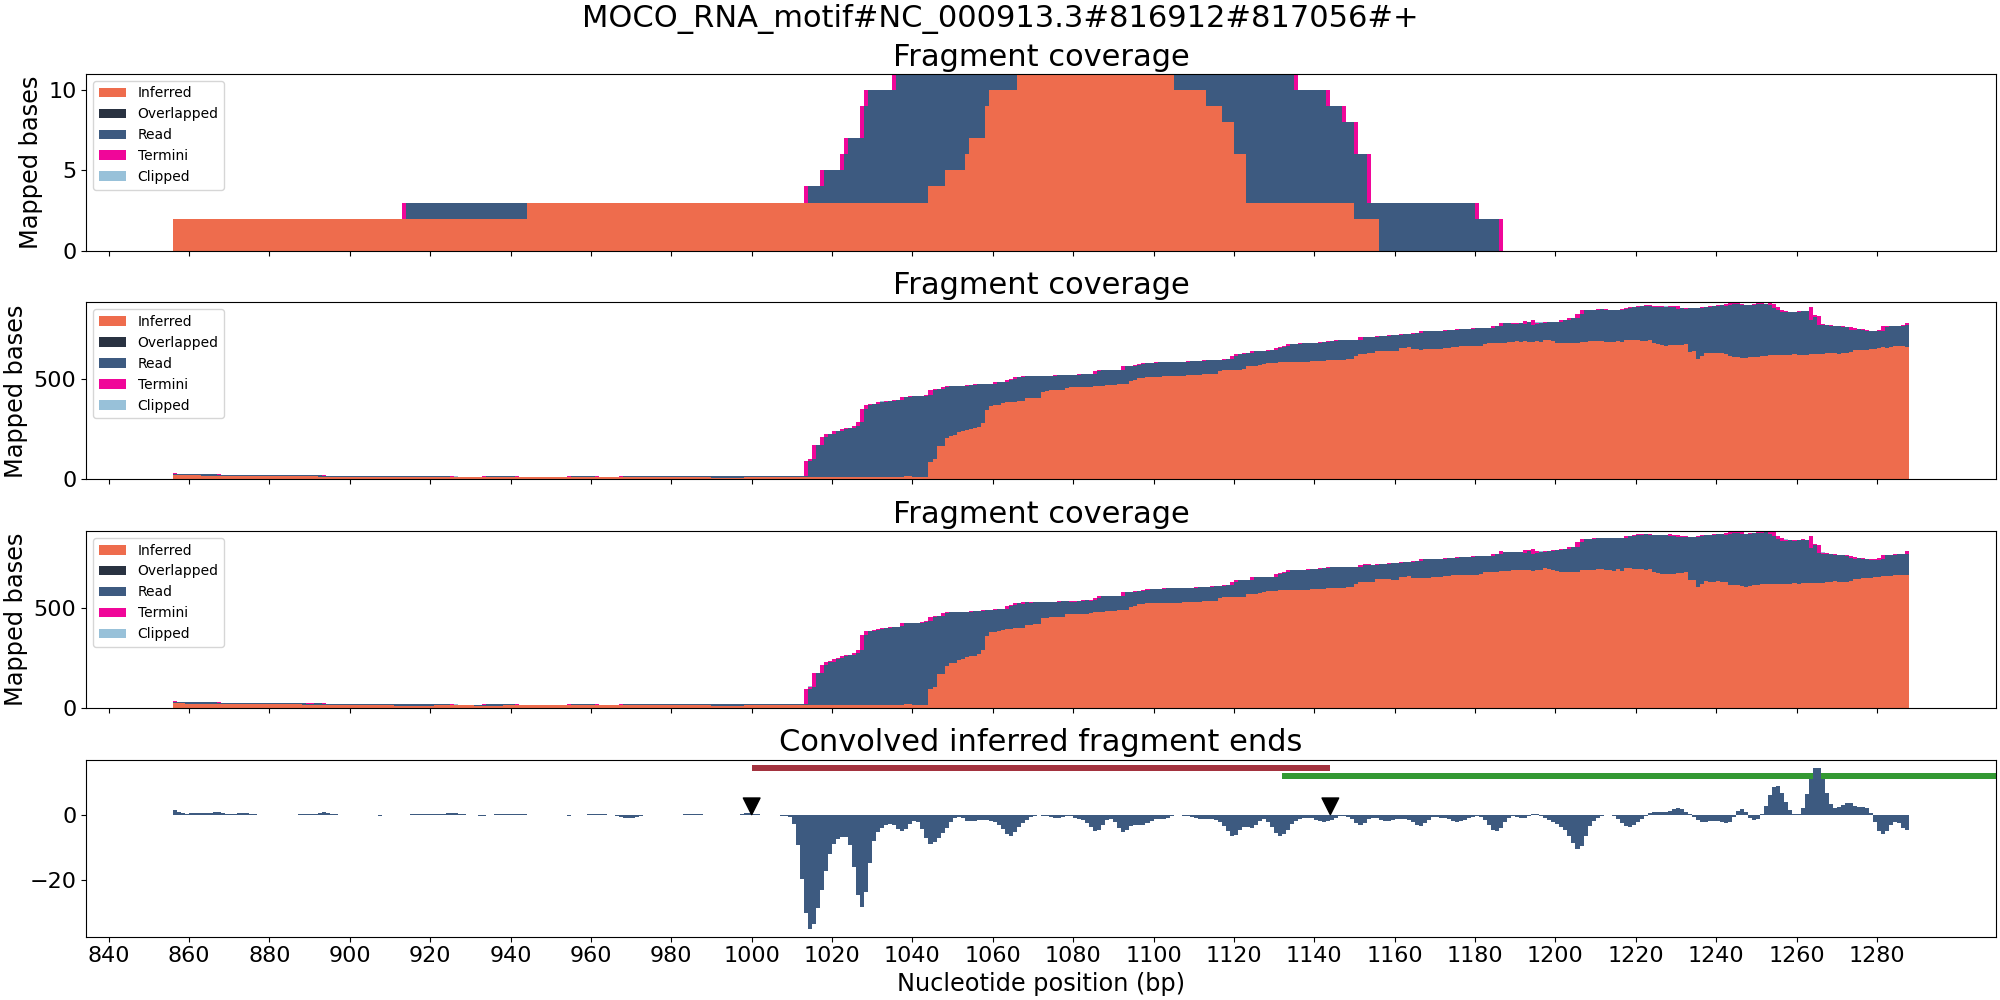 MOCO_RNA_motif#NC_000913.3#816912#817056#+
Fragment coverage
Mapped bases
10
5
0
Inferred
Overlapped
Read
Termini
Clipped
Fragment coverage
Mapped bases
500
0
Inferred
Overlapped
Read
Termini
Clipped
Fragment coverage
Mapped bases
500
0
Inferred
Overlapped
Read
Termini
Clipped
Convolved inferred fragment ends
0
−20
840 860 880 900 920 940 960 980 1000 1020 1040 1060 1080 1100 1120 1140 1160 1180 1200 1220 1240 1260 1280
Nucleotide position (bp)